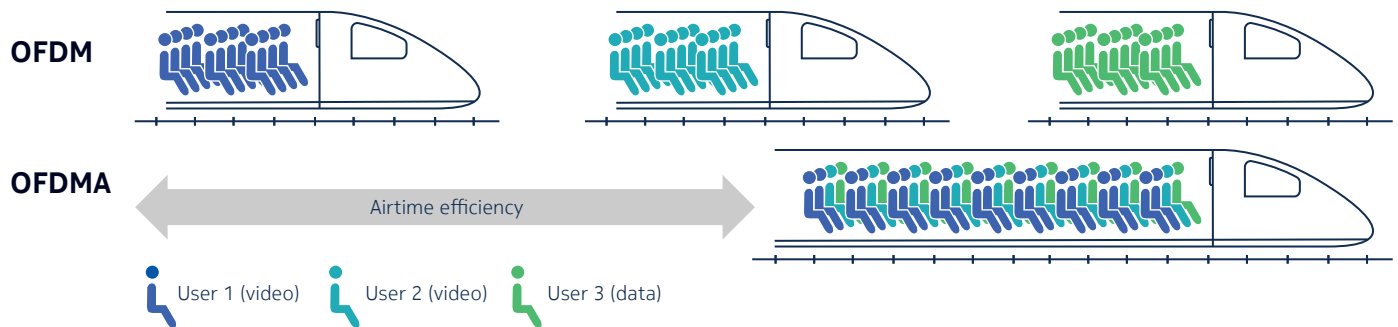 OFDM
OFDMA
Airtime efficiency
User 1 (video)
User 2 (video)
User 3 (data)